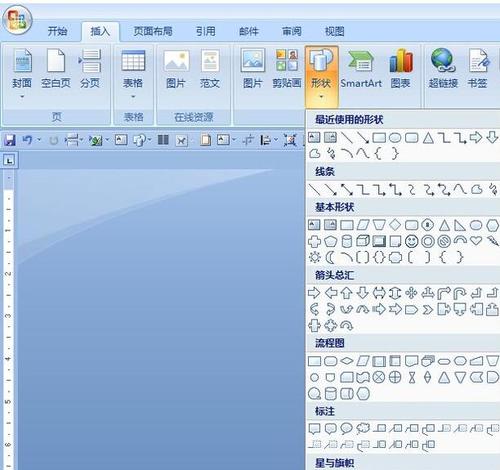 开始 插入 页面布局 引用 邮件 审阅 视图
封面 空白页 分页 表格 图片 范文 图片 剪贴画 形状 SmartArt 图表 超链接 书签
页 表格 在线资源
最近使用的形状
线条
基本形状
箭头总汇
流程图
标注
星与旗帜